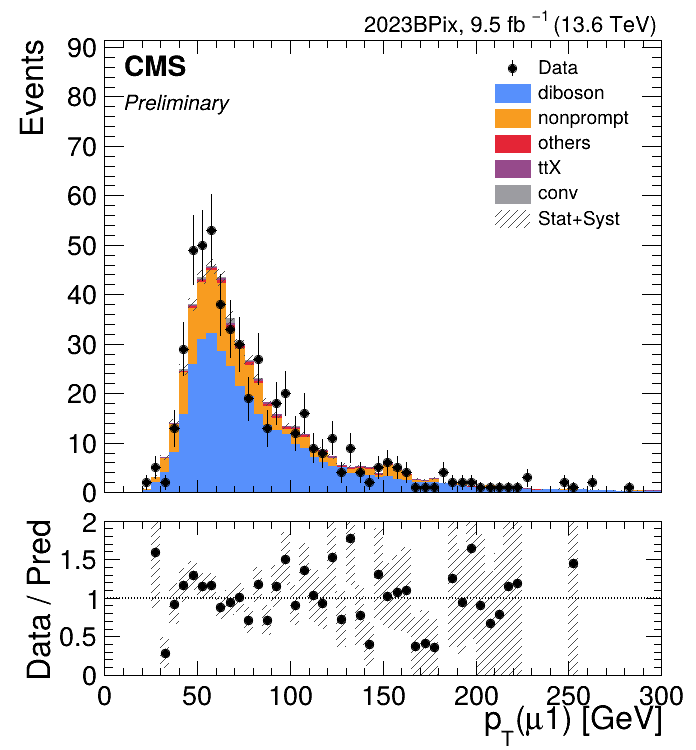 2023BPix, 9.5 fb⁻¹ (13.6 TeV)
CMS
Preliminary
Data
diboson
nonprompt
others
ttX
conv
Stat+Syst
Events
90
80
70
60
50
40
30
20
10
0
Data / Pred
2
1.5
1
0.5
0
0 50 100 150 200 250 300
p_T(μ1) [GeV]